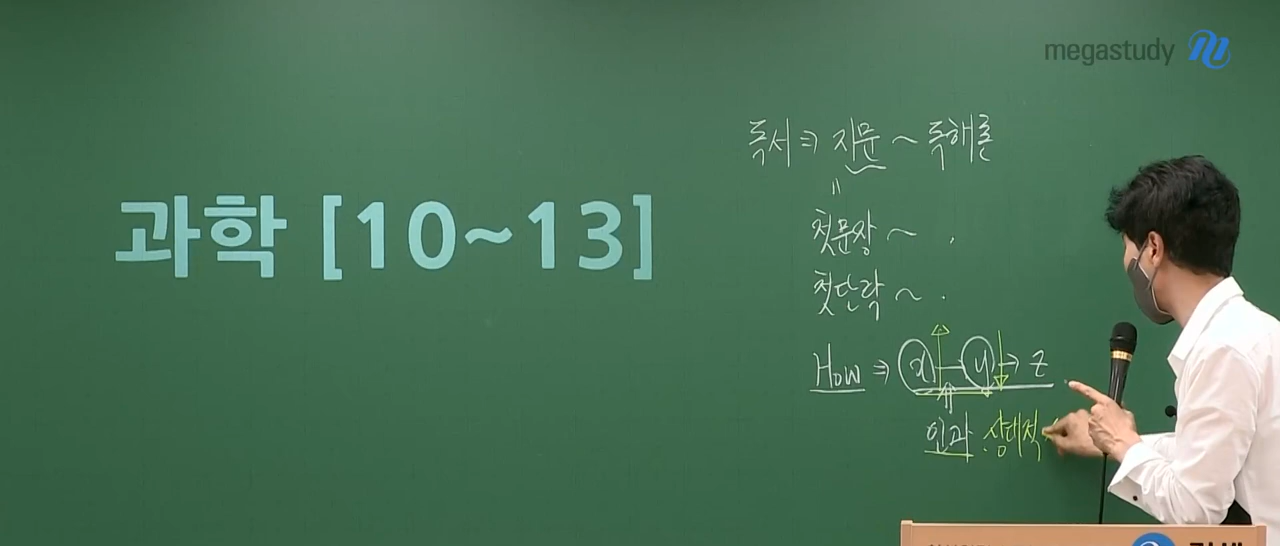 megastudy
과학 [10~13]
독서 ⇒ 지문 ~ 독해론
=
첫문장 ~ .
첫단락 ~ .
How ⇒ x → y → z
인과 상대적